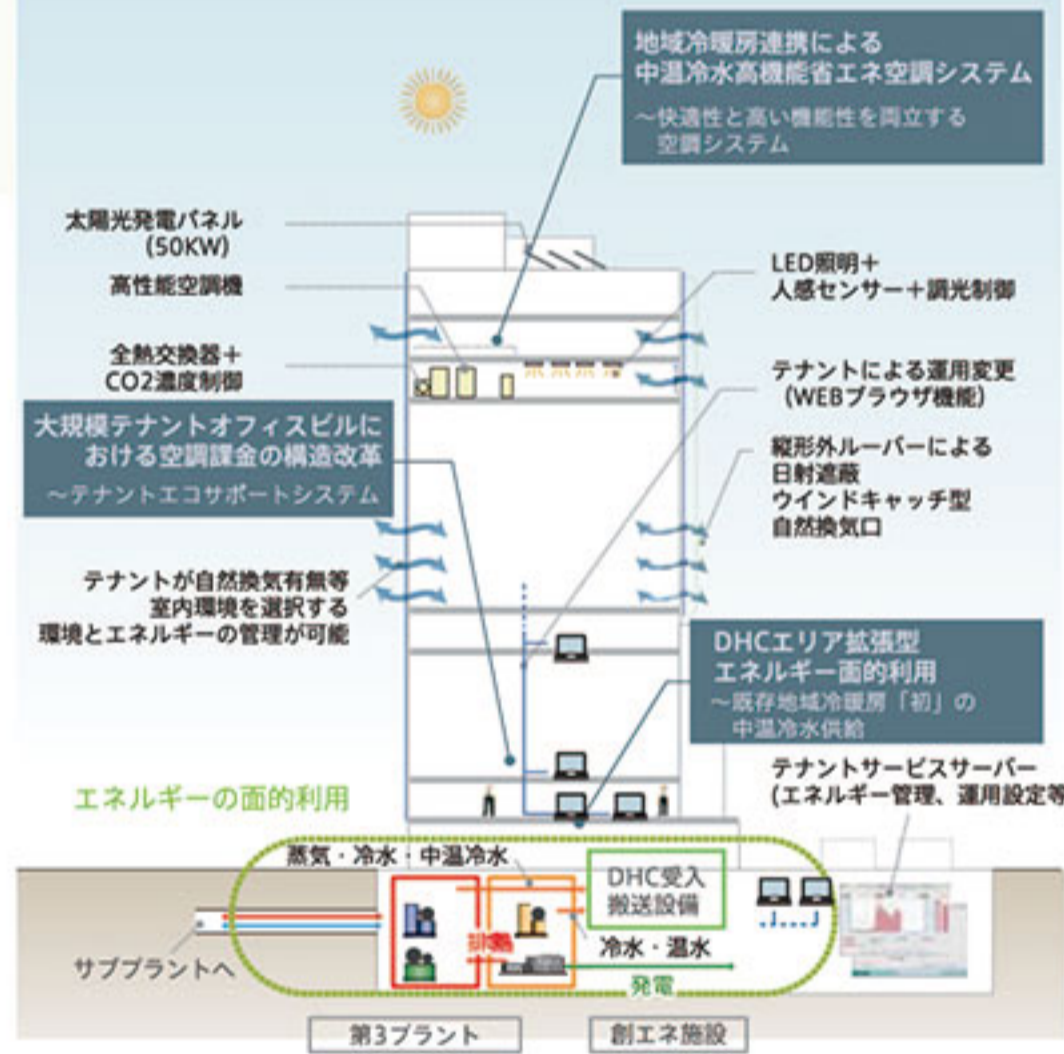 地域冷暖房連携による
中温冷水高機能省エネ空調システム
～快適性と高い機能性を両立する
空調システム
太陽光発電パネル
(50KW)
高性能空調機
全熱交換器＋
CO2濃度制御
大規模テナントオフィスビルに
おける空調課金の構造改革
～テナントエコサポートシステム
テナントが自然換気有無等
室内環境を選択する
環境とエネルギーの管理が可能
LED照明＋
人感センサー＋調光制御
テナントによる運用変更
(WEBブラウザ機能)
縦形外ルーバーによる
日射遮蔽
ウインドキャッチ型
自然換気口
DHCエリア拡張型
エネルギー面的利用
～既存地域冷暖房「初」の
中温冷水供給
テナントサービスサーバー
(エネルギー管理、運用設定等
エネルギーの面的利用
蒸気・冷水・中温冷水
DHC受入
搬送設備
排熱
冷水・温水
発電
サブプラントへ
第3プラント
創エネ施設